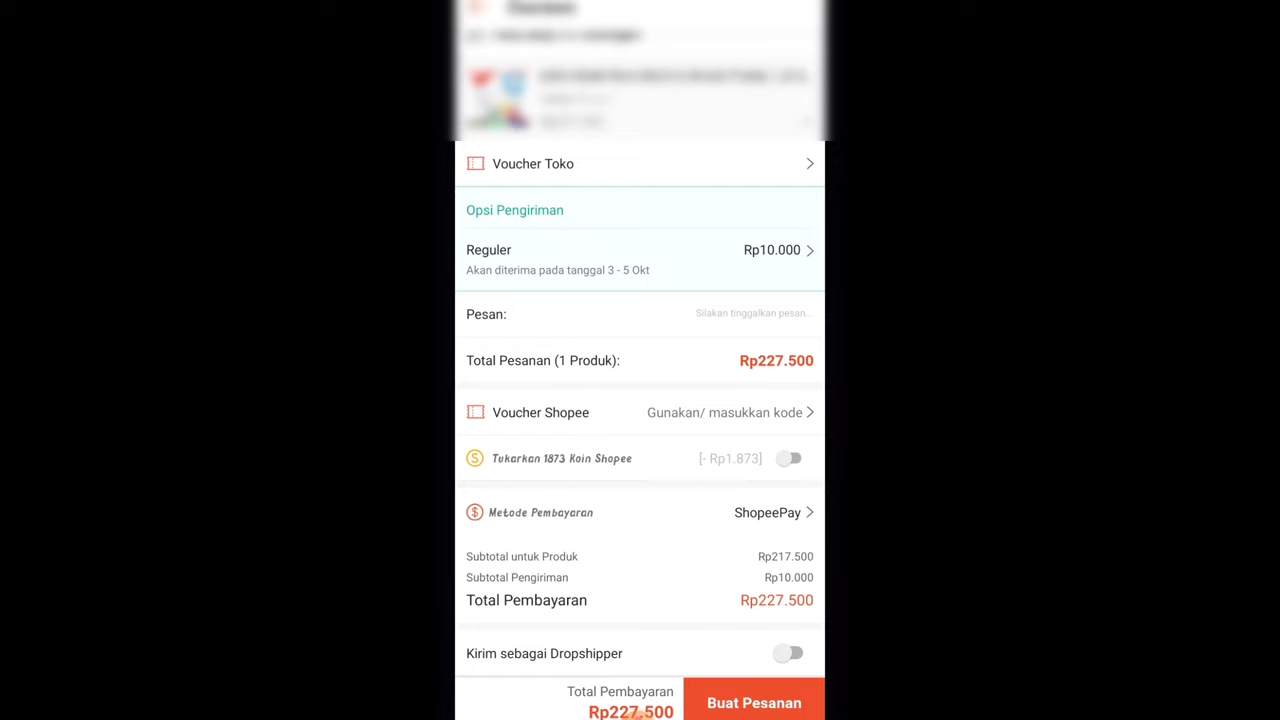 Voucher Toko
Opsi Pengiriman
Reguler Rp10.000
Akan diterima pada tanggal 3 - 5 Okt
Pesan: Silakan tinggalkan pesan...
Total Pesanan (1 Produk): Rp227.500
Voucher Shopee Gunakan/ masukkan kode
Tukarkan 1873 Koin Shopee [- Rp1.873]
Metode Pembayaran ShopeePay
Subtotal untuk Produk Rp217.500
Subtotal Pengiriman Rp10.000
Total Pembayaran Rp227.500
Kirim sebagai Dropshipper
Total Pembayaran
Rp227.500
Buat Pesanan